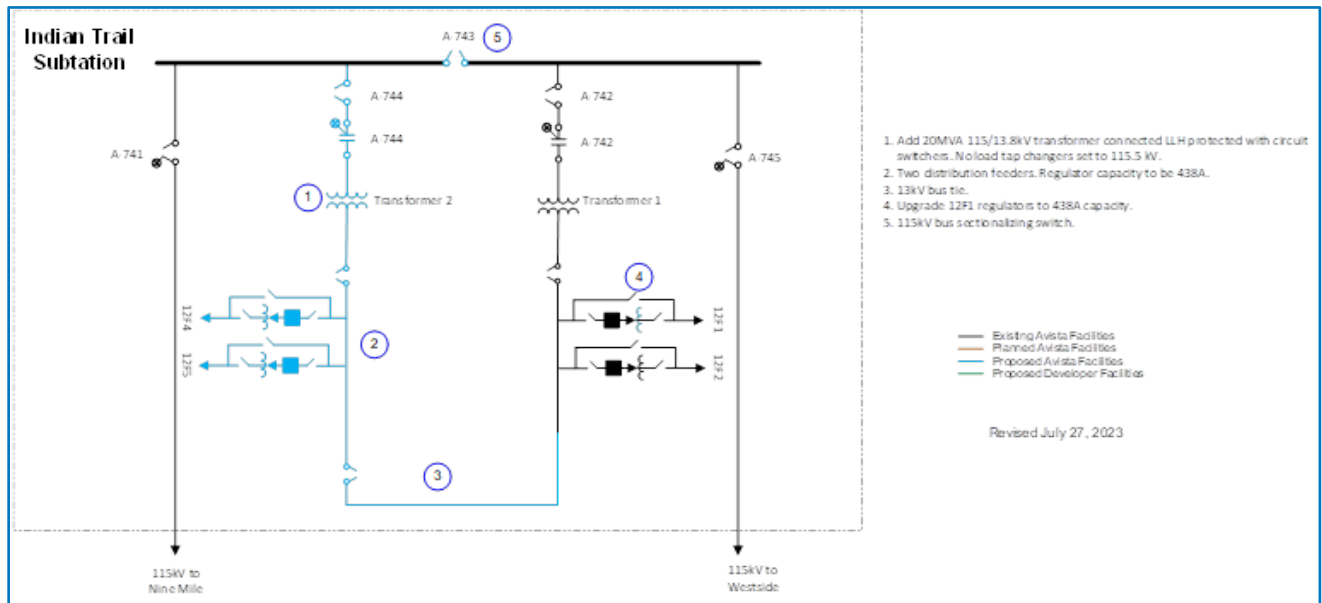 Indian Trail
Subtation
A-743
5
A-744
A-742
A-744
A-742
A-741
A-745
1
Transformer 2
Transformer 1
4
12F4
12F1
2
12F5
12F2
3
115kV to
Nine Mile
115kV to
Westside
1. Add 20MVA 115/13.8kV transformer connected LLH protected with circuit
switchers. No load tap changers set to 115.5 kV.
2. Two distribution feeders. Regulator capacity to be 438A.
3. 13kV bus tie.
4. Upgrade 12F1 regulators to 438A capacity.
5. 115kV bus sectionalizing switch.
Existing Avista Facilities
Planned Avista Facilities
Proposed Avista Facilities
Proposed Developer Facilities
Revised July 27, 2023